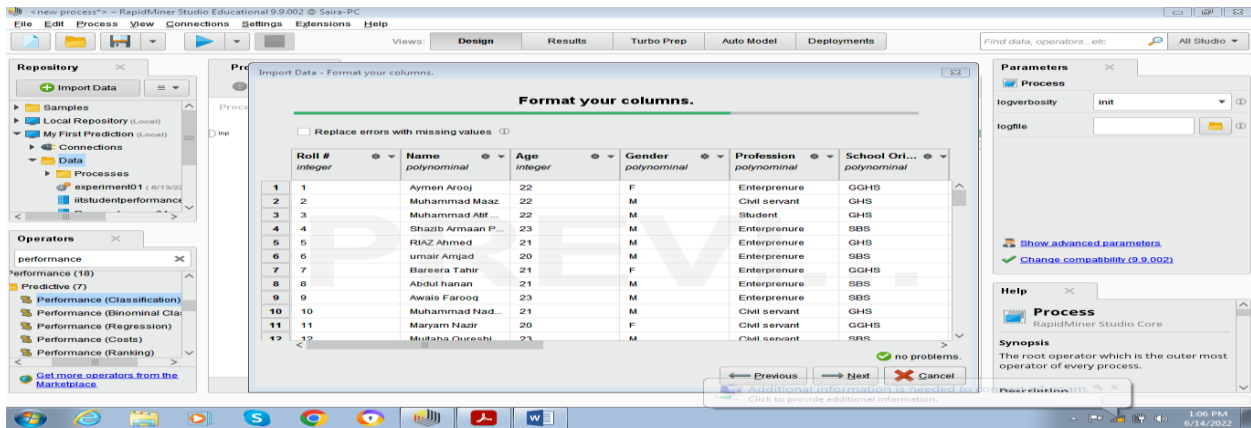 <new process*> – RapidMiner Studio Educational 9.9.002 @ Saira-PC
File Edit Process View Connections Settings Extensions Help
Views: Design Results Turbo Prep Auto Model Deployments
Find data, operators...etc
All Studio
Repository
Import Data
Samples
Local Repository (Local)
My First Prediction (Local)
Connections
Data
Processes
experiment01
iitstudentperformance
Operators
performance
Predictive (7)
Performance (Classification)
Performance (Binominal
Performance (Regression)
Performance (Costs)
Performance (Ranking)
Get more operators from the
Marketplace
inp
Import Data - Format your columns.
Format your columns.
Replace errors with missing values
Roll # Name Age Gender Profession School Ori...
integer polynominal integer polynominal polynominal polynominal
1 1 Aymen Arooj 22 F Enterprenure GGHS
2 2 Muhammad Maaz 22 M Civil servant GHS
3 3 Muhammad Atif ... 22 M Student GHS
4 4 Shazib Armaan P... 23 M Enterprenure SBS
5 5 RIAZ Ahmed 21 M Enterprenure GHS
6 6 umair Amjad 20 M Enterprenure SBS
7 7 Bareera Tahir 21 F Enterprenure GGHS
8 8 Abdul hanan 21 M Enterprenure SBS
9 9 Awais Farooq 23 M Enterprenure SBS
10 10 Muhammad Nad... 21 M Civil servant GHS
11 11 Maryam Nazir 20 F Civil servant GGHS
12 12 Mujtaba Qureshi 23 M Civil servant SBS
PREV...
no problems.
Previous Next Cancel
Parameters
Process
logverbosity init
logfile
Show advanced parameters
Change compatibility (9.9.002)
Help
Process
RapidMiner Studio Core
Synopsis
The root operator which is the outer most
operator of every process.
Description
Additional information is needed to
Click to provide additional information.
1:06 PM
6/14/2022